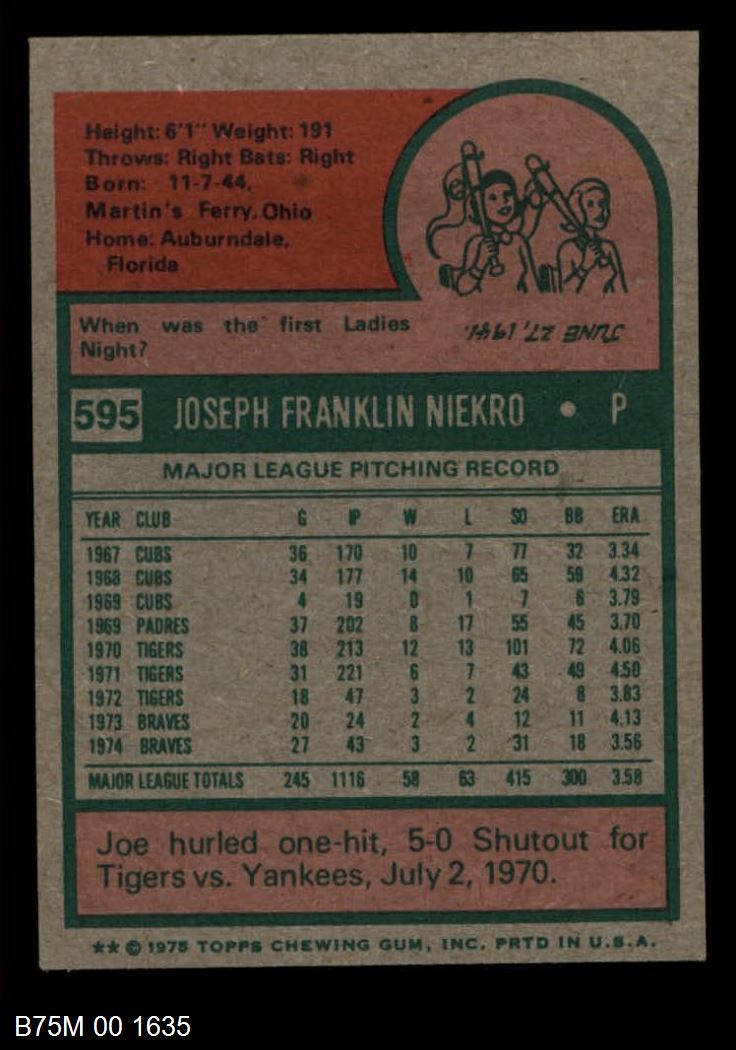 Height: 6'1" Weight: 191
Throws: Right Bats: Right
Born: 11-7-44,
Martin's Ferry, Ohio
Home: Auburndale,
Florida
When was the first Ladies
Night?
JUNE 27, 1941.
595 JOSEPH FRANKLIN NIEKRO • P
MAJOR LEAGUE PITCHING RECORD
YEAR CLUB G IP W L SO BB ERA
1967 CUBS 36 170 10 7 77 32 3.34
1968 CUBS 34 177 14 10 65 59 4.32
1969 CUBS 4 19 0 1 7 6 3.79
1969 PADRES 37 202 8 17 55 45 3.70
1970 TIGERS 38 213 12 13 101 72 4.06
1971 TIGERS 31 221 6 7 43 49 4.50
1972 TIGERS 18 47 3 2 24 8 3.83
1973 BRAVES 20 24 2 4 12 11 4.13
1974 BRAVES 27 43 3 2 31 18 3.56
MAJOR LEAGUE TOTALS 245 1116 58 63 415 300 3.58
Joe hurled one-hit, 5-0 Shutout for
Tigers vs. Yankees, July 2, 1970.
** © 1975 TOPPS CHEWING GUM, INC. PRTD IN U.S.A.
B75M 00 1635